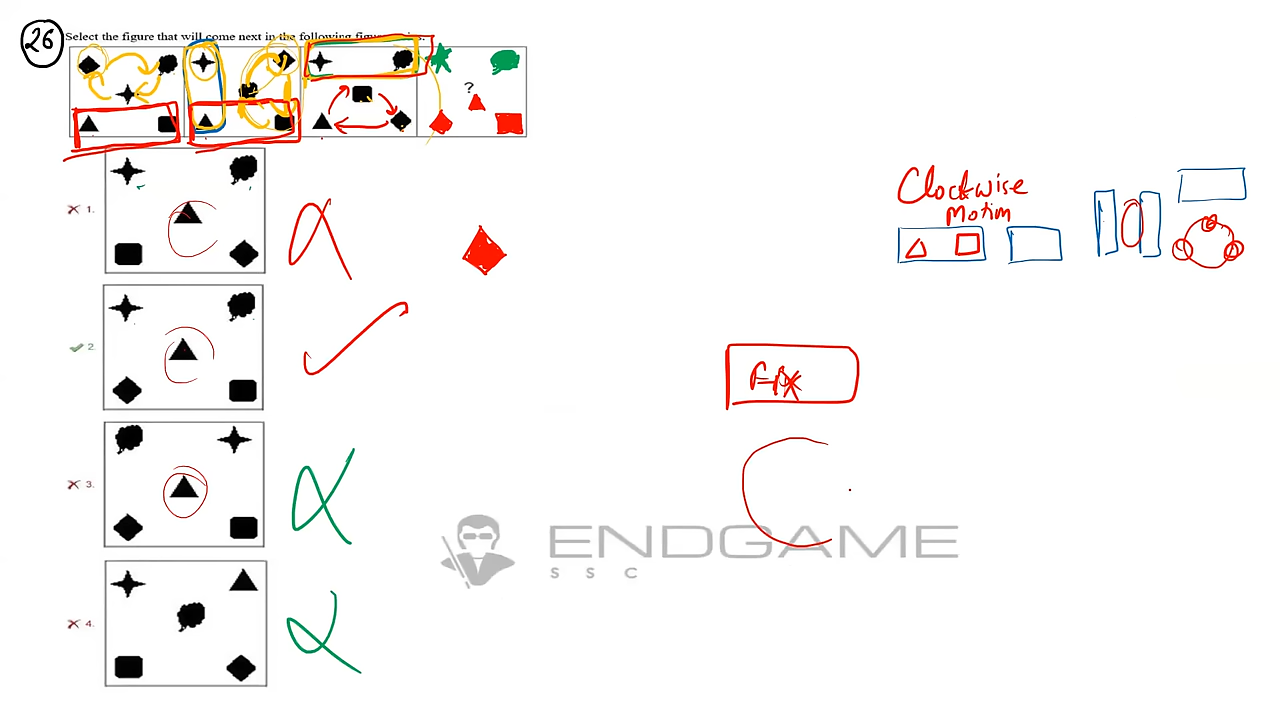 26
Select the figure that will come next in the following
?
1.
2.
3.
4.
Clockwise
Motion
ENDGAME
SSC